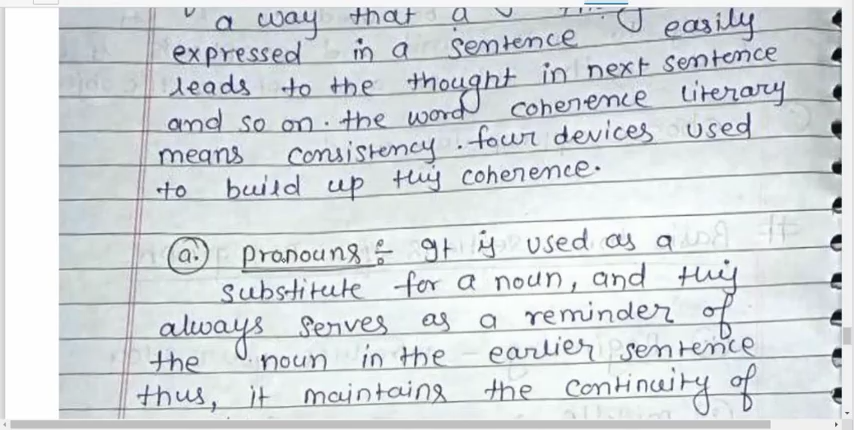 a way that a
easily
expressed in a sentence
leads to the thought in next sentence
and so on. the word coherence literary
means consistency. four devices used
to build up this coherence.
(a.) pronouns :- It is used as a
substitute for a noun, and this
always serves as a reminder of
the noun in the earlier sentence
thus, it maintains the continuity of